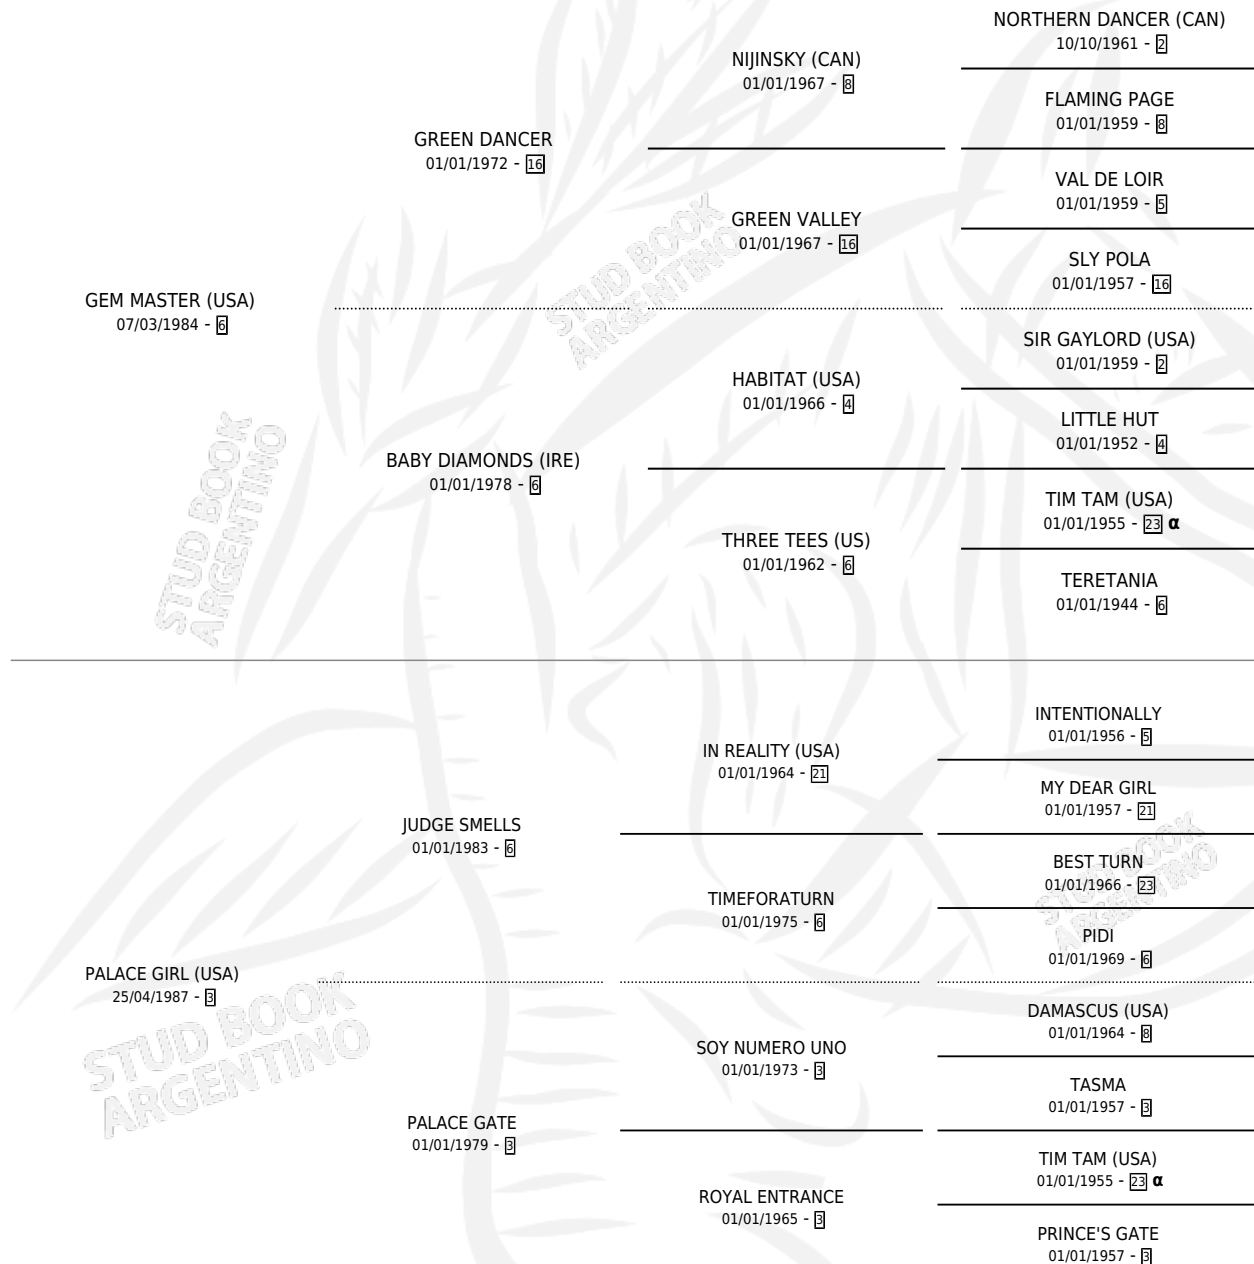 NORTHERN DANCER (CAN)
10/10/1961 - 2
NIJINSKY (CAN)
01/01/1967 - 8
FLAMING PAGE
01/01/1959 - 8
GREEN DANCER
01/01/1972 - 16
VAL DE LOIR
01/01/1959 - 5
GREEN VALLEY
01/01/1967 - 16
SLY POLA
01/01/1957 - 16
GEM MASTER (USA)
07/03/1984 - 6
SIR GAYLORD (USA)
01/01/1959 - 2
HABITAT (USA)
01/01/1966 - 4
LITTLE HUT
01/01/1952 - 4
BABY DIAMONDS (IRE)
01/01/1978 - 6
TIM TAM (USA)
01/01/1955 - 23 α
THREE TEES (US)
01/01/1962 - 6
TERETANIA
01/01/1944 - 6
INTENTIONALLY
01/01/1956 - 5
IN REALITY (USA)
01/01/1964 - 21
MY DEAR GIRL
01/01/1957 - 21
JUDGE SMELLS
01/01/1983 - 6
BEST TURN
01/01/1966 - 23
TIMEFORATURN
01/01/1975 - 6
PIDI
01/01/1969 - 6
PALACE GIRL (USA)
25/04/1987 - 3
DAMASCUS (USA)
01/01/1964 - 8
SOY NUMERO UNO
01/01/1973 - 3
TASMA
01/01/1957 - 3
PALACE GATE
01/01/1979 - 3
TIM TAM (USA)
01/01/1955 - 23 α
ROYAL ENTRANCE
01/01/1965 - 3
PRINCE'S GATE
01/01/1957 - 3
STUD BOOK
ARGENTINO
STUD BOOK
ARGENTINO
STUD BOOK
ARGENTINO
STUD BOOK
ARGENTINO